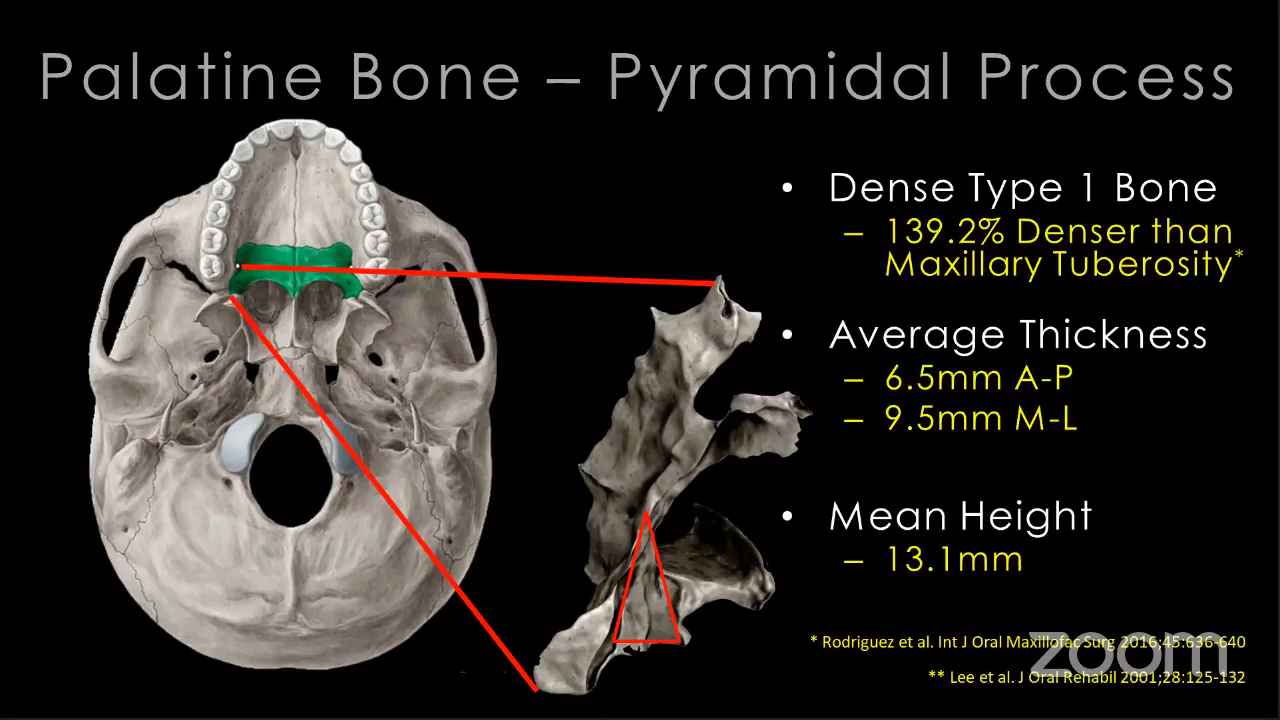 Palatine Bone – Pyramidal Process
• Dense Type 1 Bone
– 139.2% Denser than
Maxillary Tuberosity*
• Average Thickness
– 6.5mm A-P
– 9.5mm M-L
• Mean Height
– 13.1mm
* Rodriguez et al. Int J Oral Maxillofac Surg 2016;45:636-640
** Lee et al. J Oral Rehabil 2001;28:125-132
zoom